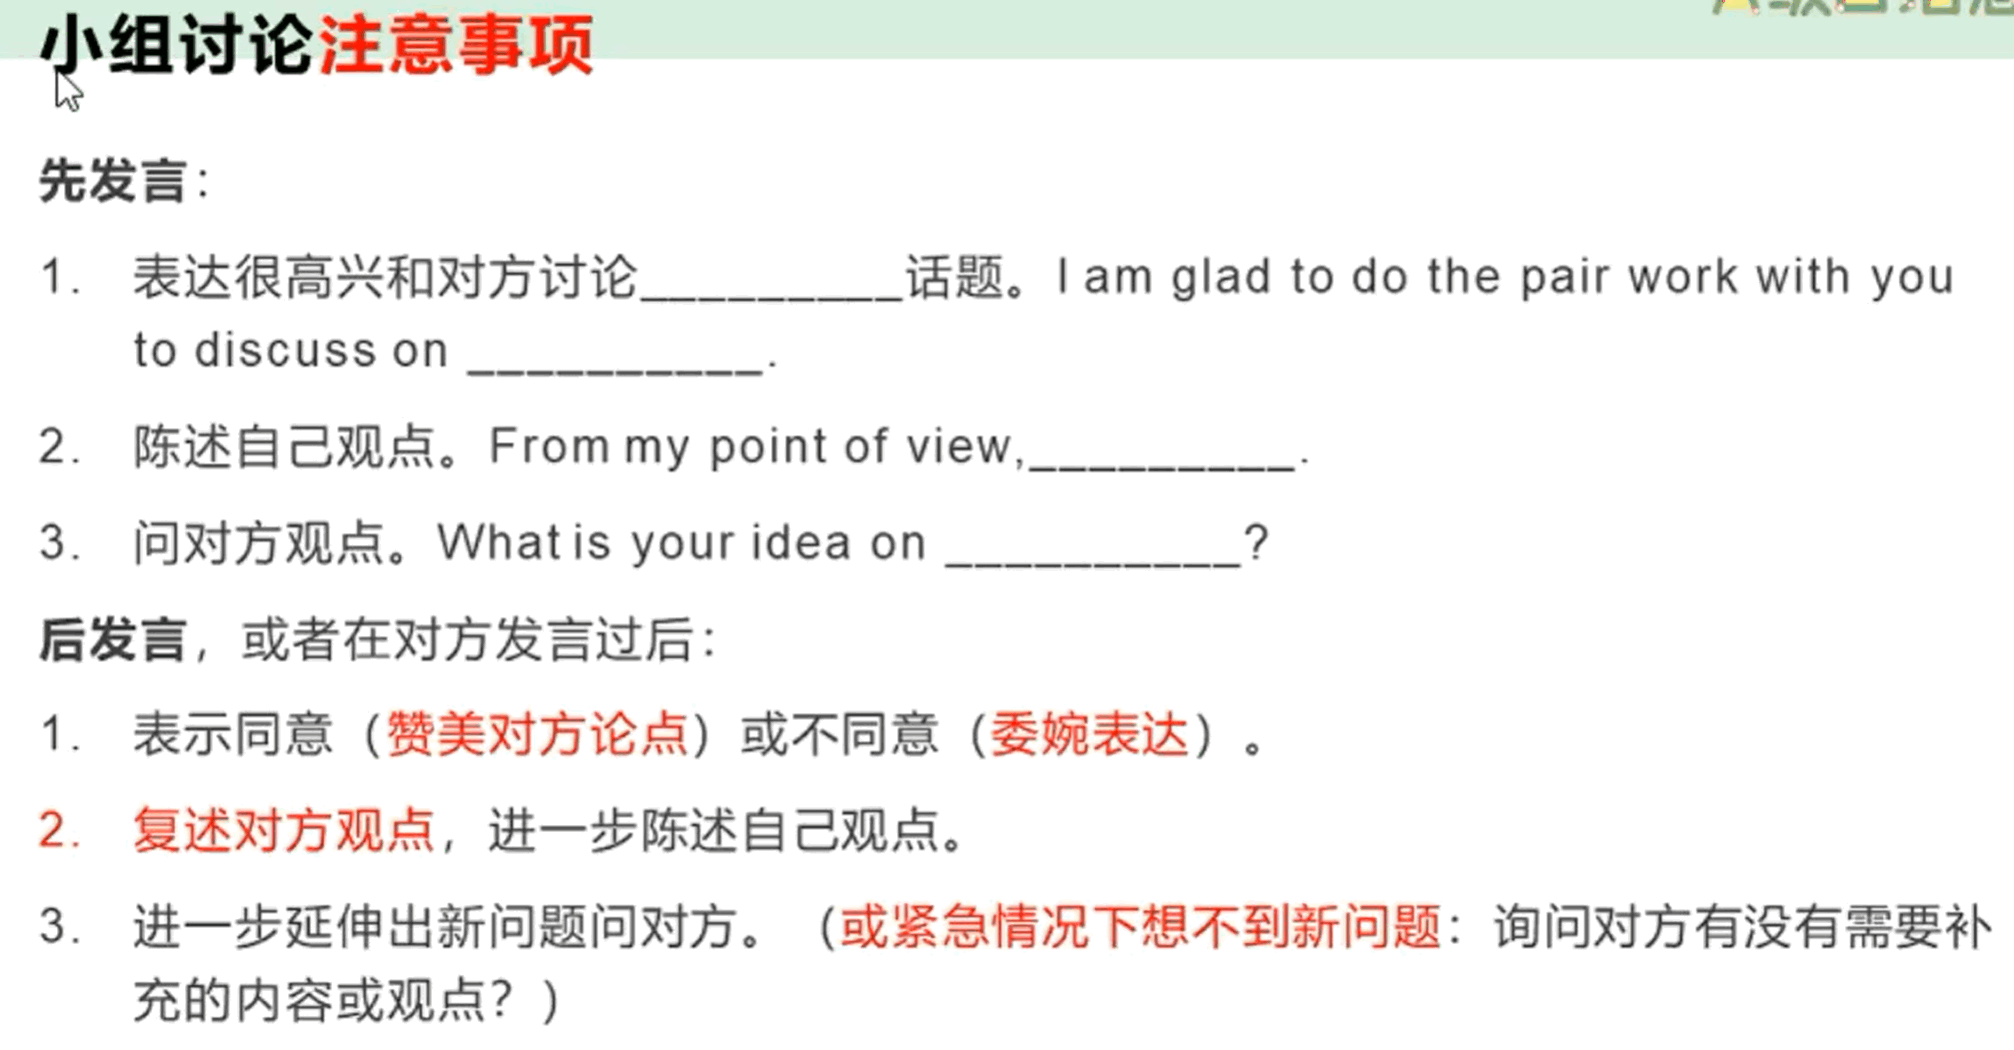 小组讨论注意事项
先发言：
1. 表达很高兴和对方讨论_________话题。I am glad to do the pair work with you
to discuss on __________.
2. 陈述自己观点。From my point of view,_________.
3. 问对方观点。What is your idea on __________?
后发言，或者在对方发言过后：
1. 表示同意（赞美对方论点）或不同意（委婉表达）。
2. 复述对方观点，进一步陈述自己观点。
3. 进一步延伸出新问题问对方。（或紧急情况下想不到新问题：询问对方有没有需要补
充的内容或观点？)